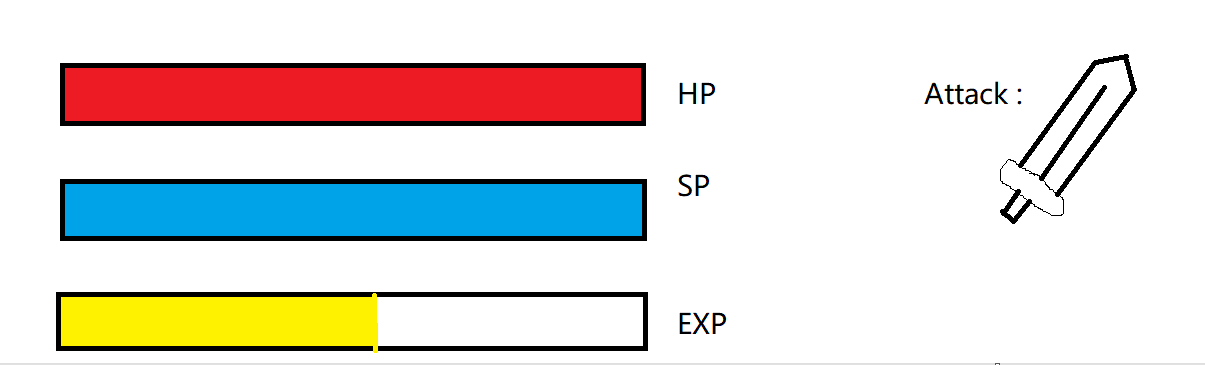 HP
Attack :
SP
EXP